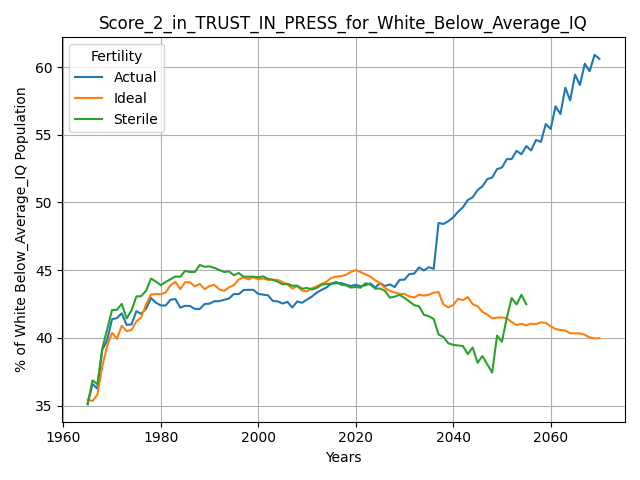 Score_2_in_TRUST_IN_PRESS_for_White_Below_Average_IQ
% of White Below_Average_IQ Population
Fertility
Actual
Ideal
Sterile
60
55
50
45
40
35
1960
1980
2000
2020
2040
2060
Years